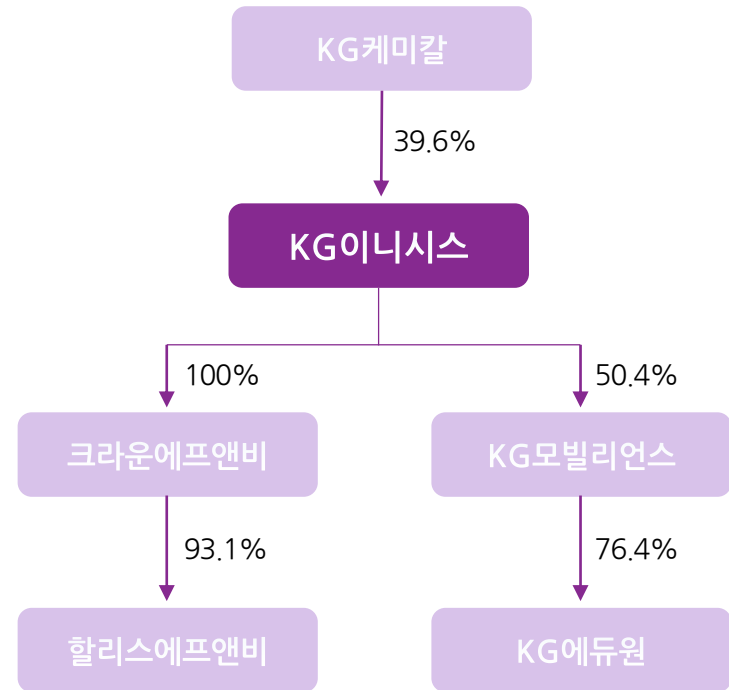 KG케미칼
39.6%
KG이니시스
100%
50.4%
크라운에프앤비
KG모빌리언스
93.1%
76.4%
할리스에프앤비
KG에듀원